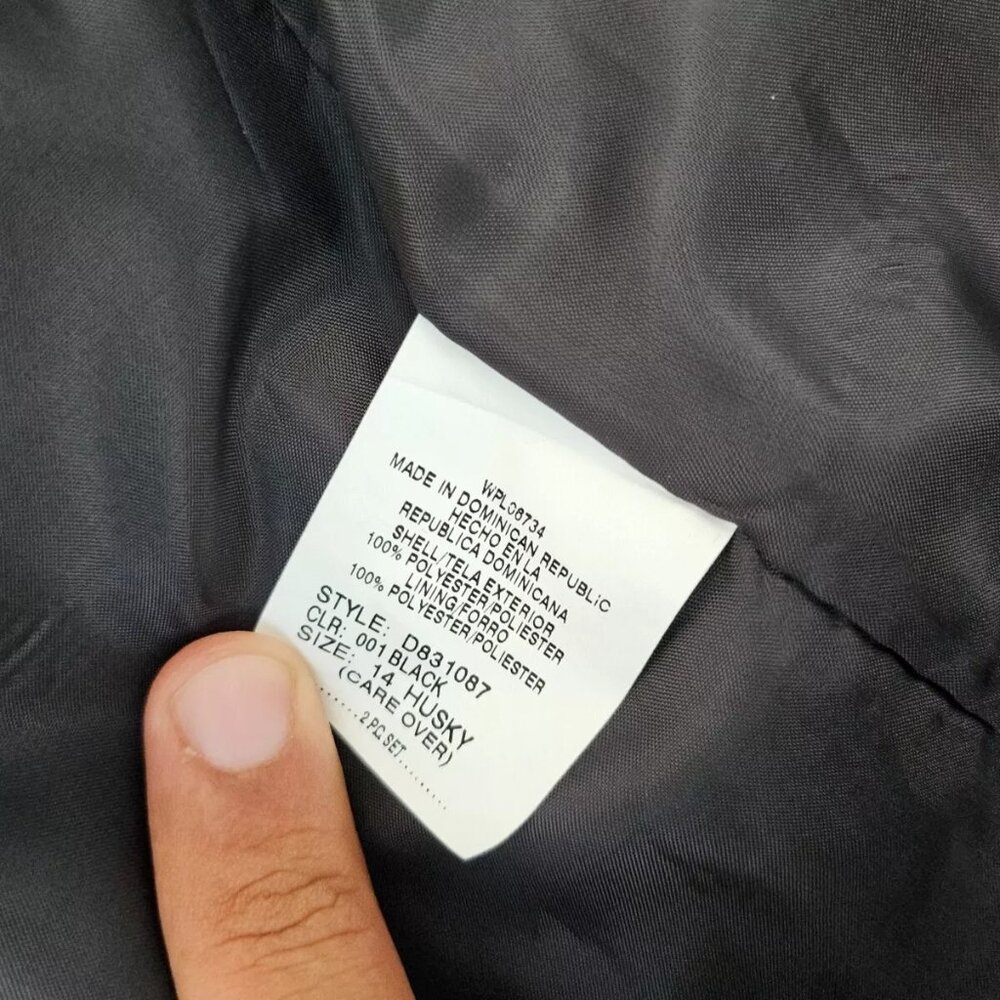 WPL08734
MADE IN DOMINICAN REPUBLIC
HECHO EN LA
REPUBLICA DOMINICANA
SHELL/TELA EXTERIOR
100% POLYESTER/POLIESTER
LINING/FORRO
100% POLYESTER/POLIESTER
STYLE: D831087
CLR: 001 BLACK
SIZE: 14 HUSKY
(CARE OVER)
........2 PC SET.........